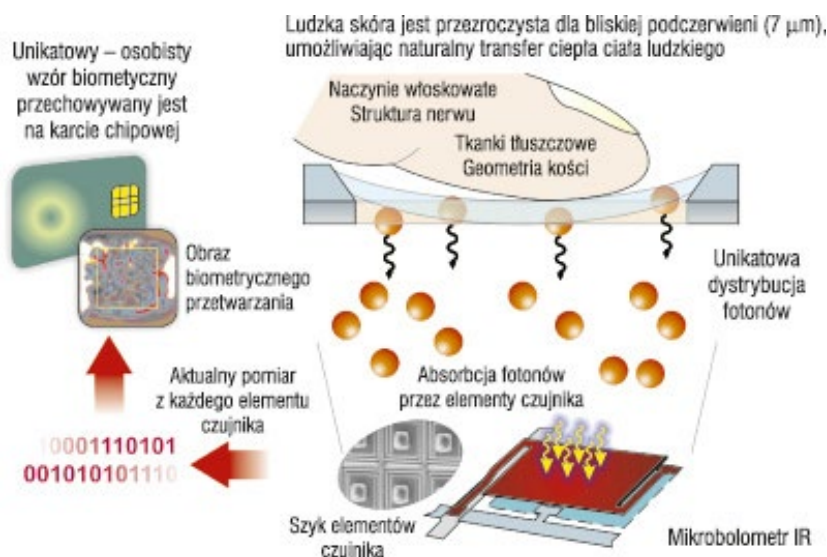 Ludzka skóra jest przezroczysta dla bliskiej podczerwieni (7 μm),
umożliwiając naturalny transfer ciepła ciała ludzkiego
Unikatowy – osobisty
wzór biometyczny
przechowywany jest
na karcie chipowej
Naczynie włoskowate
Struktura nerwu
Tkanki tłuszczowe
Geometria kości
Obraz
biometrycznego
przetwarzania
Unikatowa
dystrybucja
fotonów
Aktualny pomiar
z każdego elementu
czujnika
Absorbcja fotonów
przez elementy czujnika
10001110101
001010101110
Szyk elementów
czujnika
Mikrobolometr IR